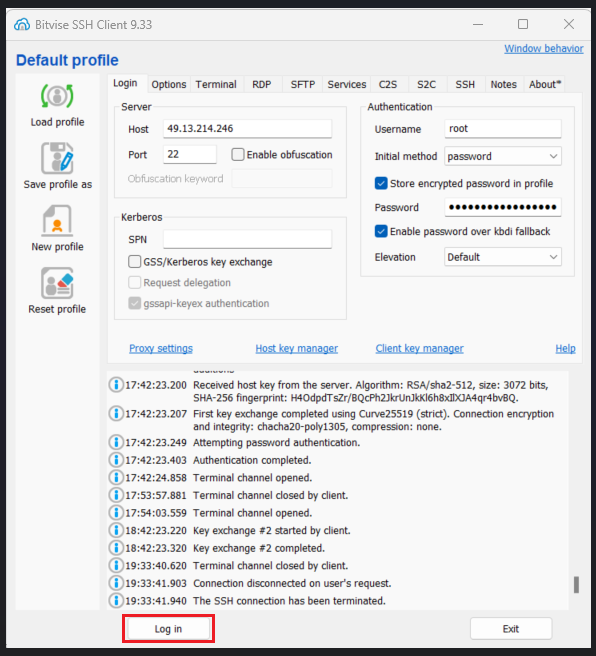 Bitvise SSH Client 9.33
Window behavior
Default profile
Load profile
Save profile as
New profile
Reset profile
Login Options Terminal RDP SFTP Services C2S S2C SSH Notes About*
Server
Host 49.13.214.246
Port 22 Enable obfuscation
Obfuscation keyword
Kerberos
SPN
GSS/Kerberos key exchange
Request delegation
gssapi-keyex authentication
Authentication
Username root
Initial method password
Store encrypted password in profile
Password ●●●●●●●●●●●●●●●●●
Enable password over kbdi fallback
Elevation Default
Proxy settings Host key manager Client key manager Help
17:42:23.200 Received host key from the server. Algorithm: RSA/sha2-512, size: 3072 bits,
SHA-256 fingerprint: H4OdpdTsZr/BQcPh2JkrUnJkKl6h8xIlXJA4qr4bvBQ.
17:42:23.207 First key exchange completed using Curve25519 (strict). Connection encryption
and integrity: chacha20-poly1305, compression: none.
17:42:23.249 Attempting password authentication.
17:42:23.403 Authentication completed.
17:42:24.858 Terminal channel opened.
17:53:57.881 Terminal channel closed by client.
17:54:03.559 Terminal channel opened.
18:42:23.220 Key exchange #2 started by client.
18:42:23.320 Key exchange #2 completed.
19:33:40.620 Terminal channel closed by client.
19:33:41.903 Connection disconnected on user's request.
19:33:41.940 The SSH connection has been terminated.
Log in Exit